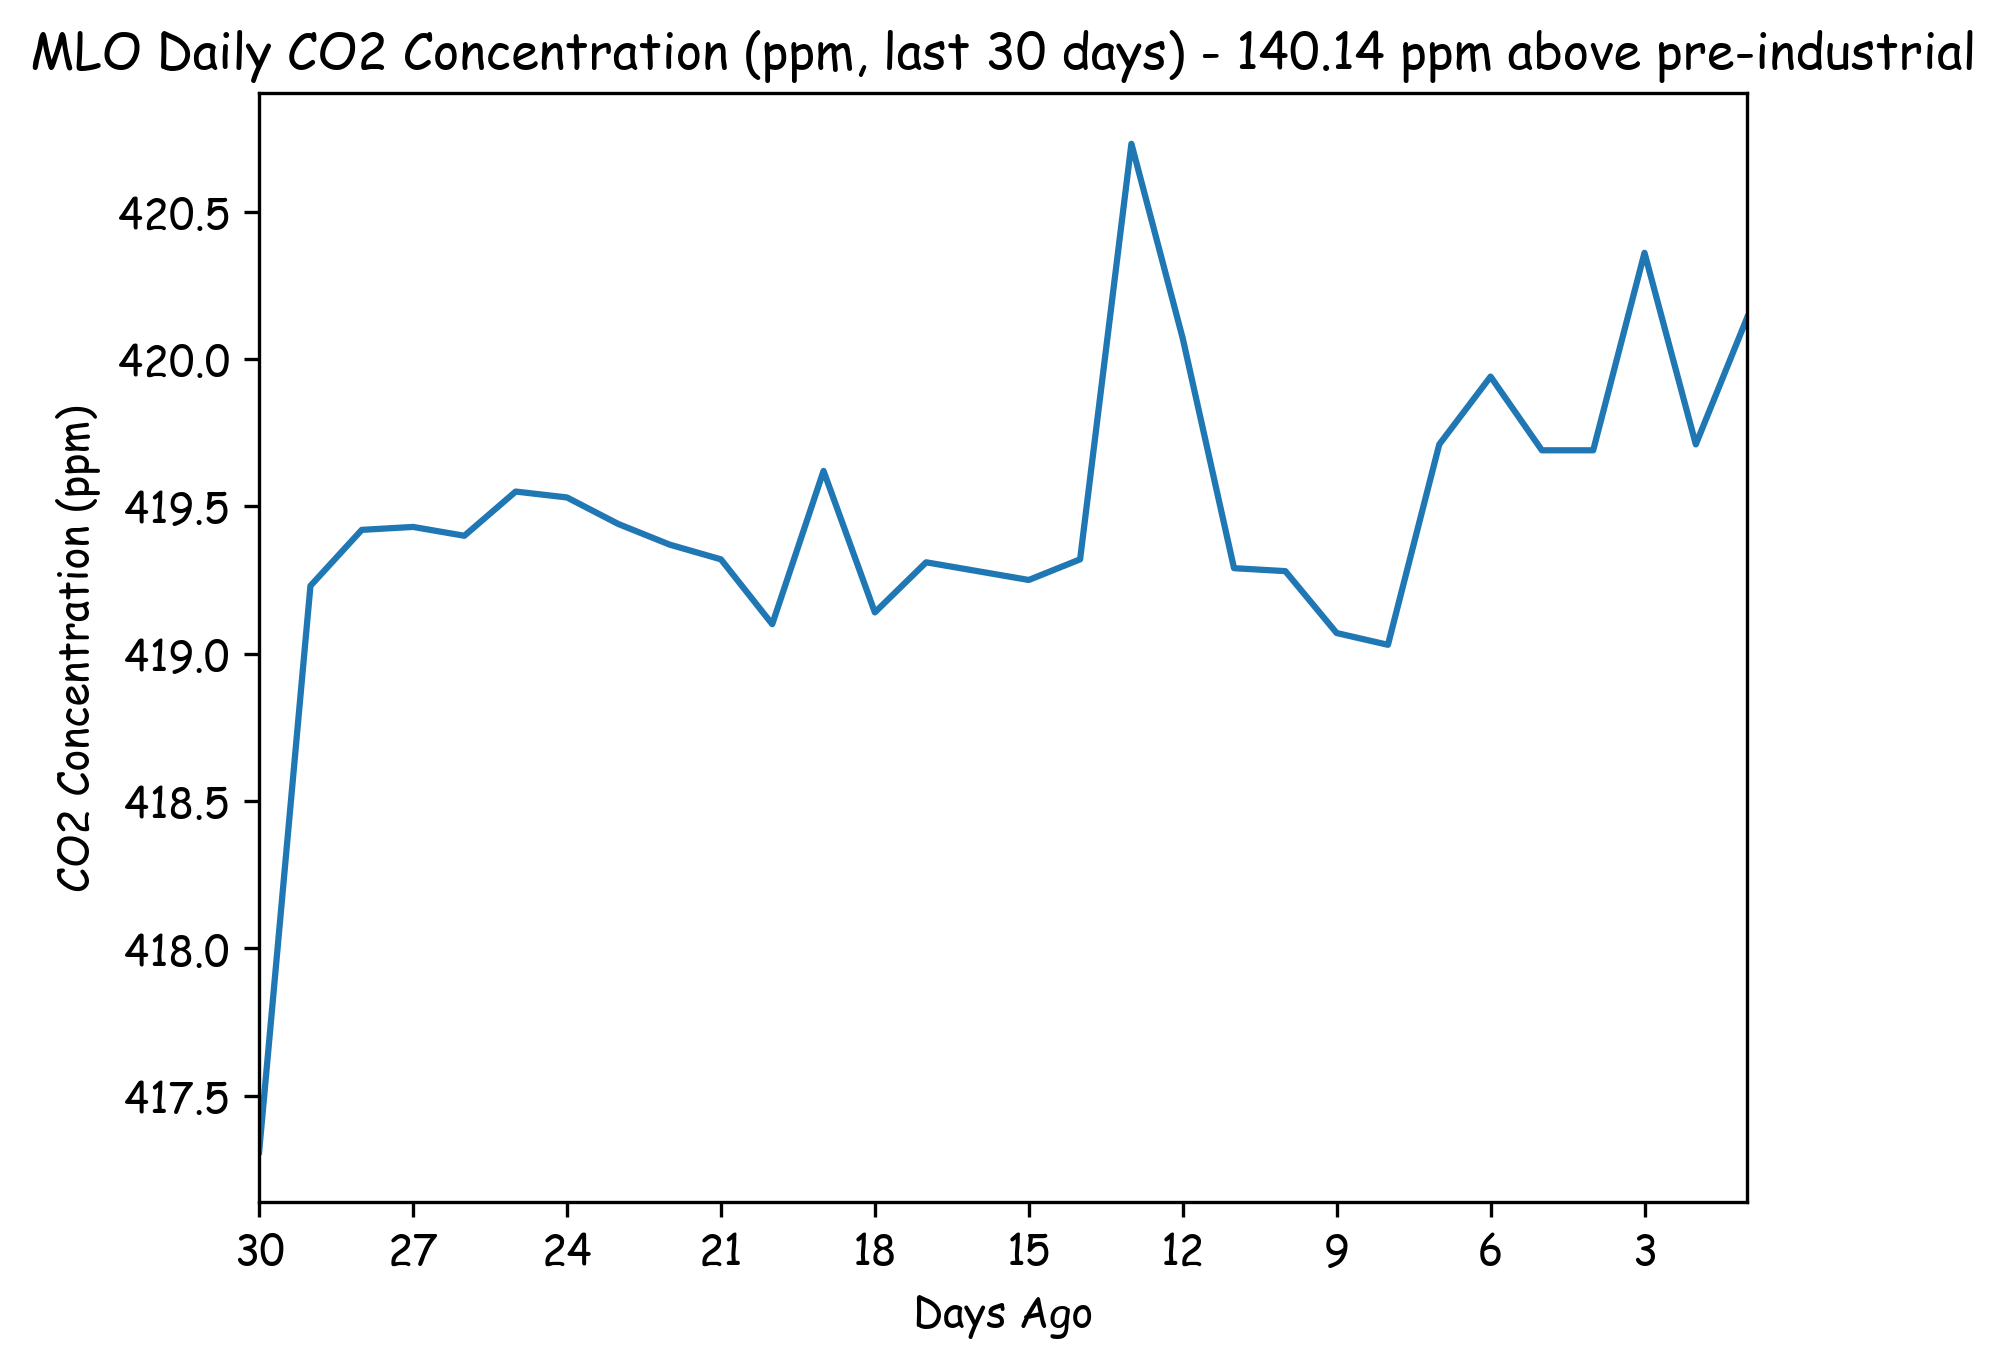 MLO Daily CO2 Concentration (ppm, last 30 days) - 140.14 ppm above pre-industrial
CO2 Concentration (ppm)
420.5
420.0
419.5
419.0
418.5
418.0
417.5
30 27 24 21 18 15 12 9 6 3
Days Ago